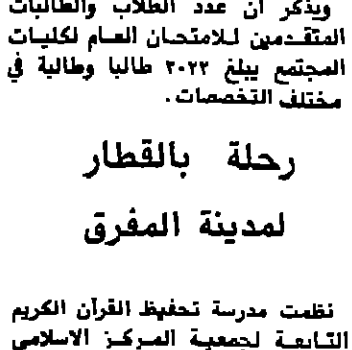 ويذكر ان عدد الطلاب والطالبات
المتقدمين للامتحان العام لكليات
المجتمع يبلغ ٢٠٢٢ طالبا وطالبة في
مختلف التخصصات .
رحلة بالقطار
لمدينة المفرق
نظمت مدرسة تحفيظ القرآن الكريم
التابعة لجمعية المركز الاسلامي